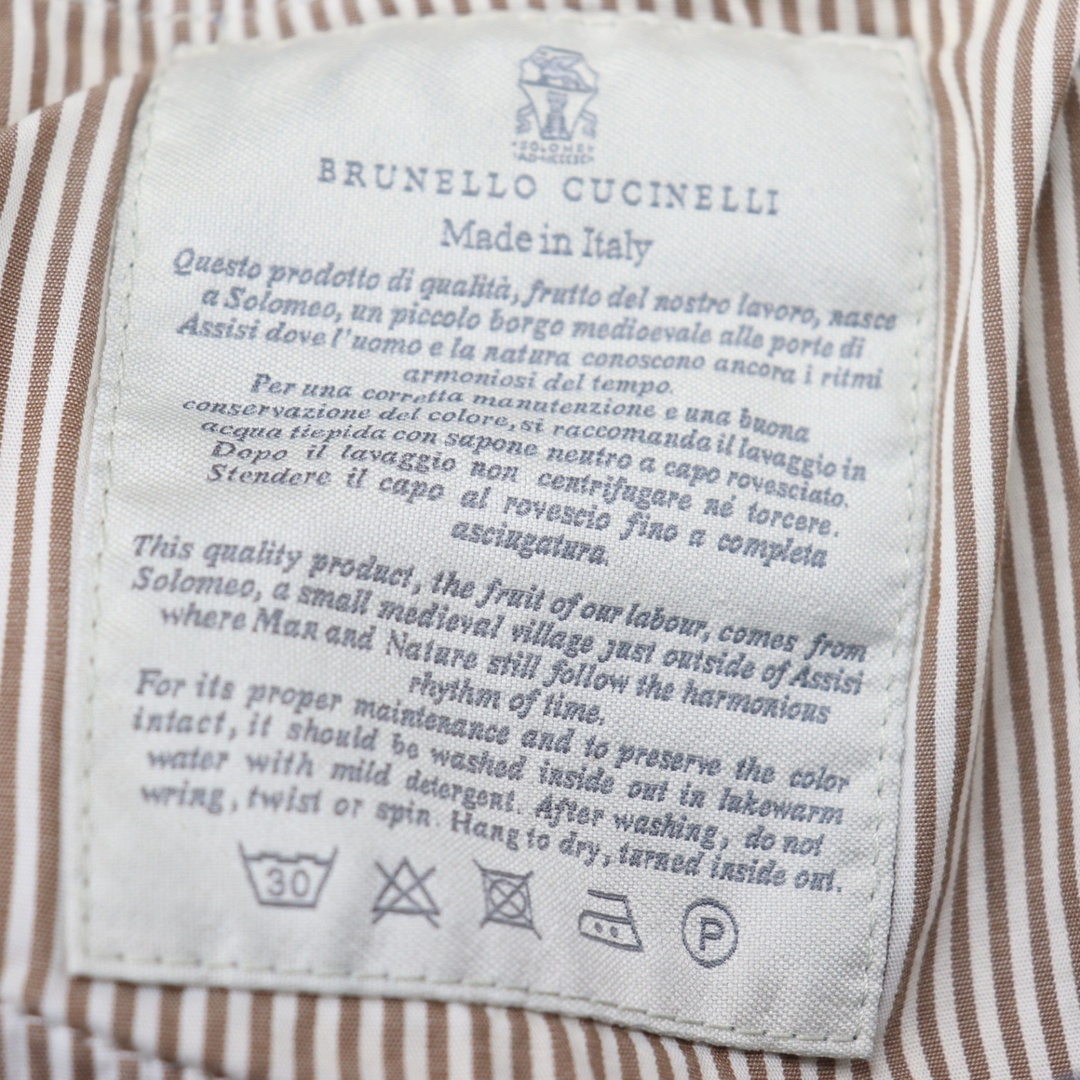 SOLOMEO
BRUNELLO CUCINELLI
Made in Italy
Questo prodotto di qualità, frutto del nostro lavoro, nasce
a Solomeo, un piccolo borgo medioevale alle porte di
Assisi dove l'uomo e la natura conoscono ancora i ritmi
armoniosi del tempo.
Per una corretta manutenzione e una buona
conservazione del colore, si raccomanda il lavaggio in
acqua tiepida con sapone neutro a capo rovesciato.
Dopo il lavaggio non centrifugare né torcere.
Stendere il capo al rovescio fino a completa
asciugatura.
This quality product, the fruit of our labour, comes from
Solomeo, a small medieval village just outside of Assisi
where Man and Nature still follow the harmonious
rhythm of time.
For its proper maintenance and to preserve the color
intact, it should be washed inside out in lukewarm
water with mild detergent. After washing, do not
wring, twist or spin. Hang to dry, turned inside out.
30 P